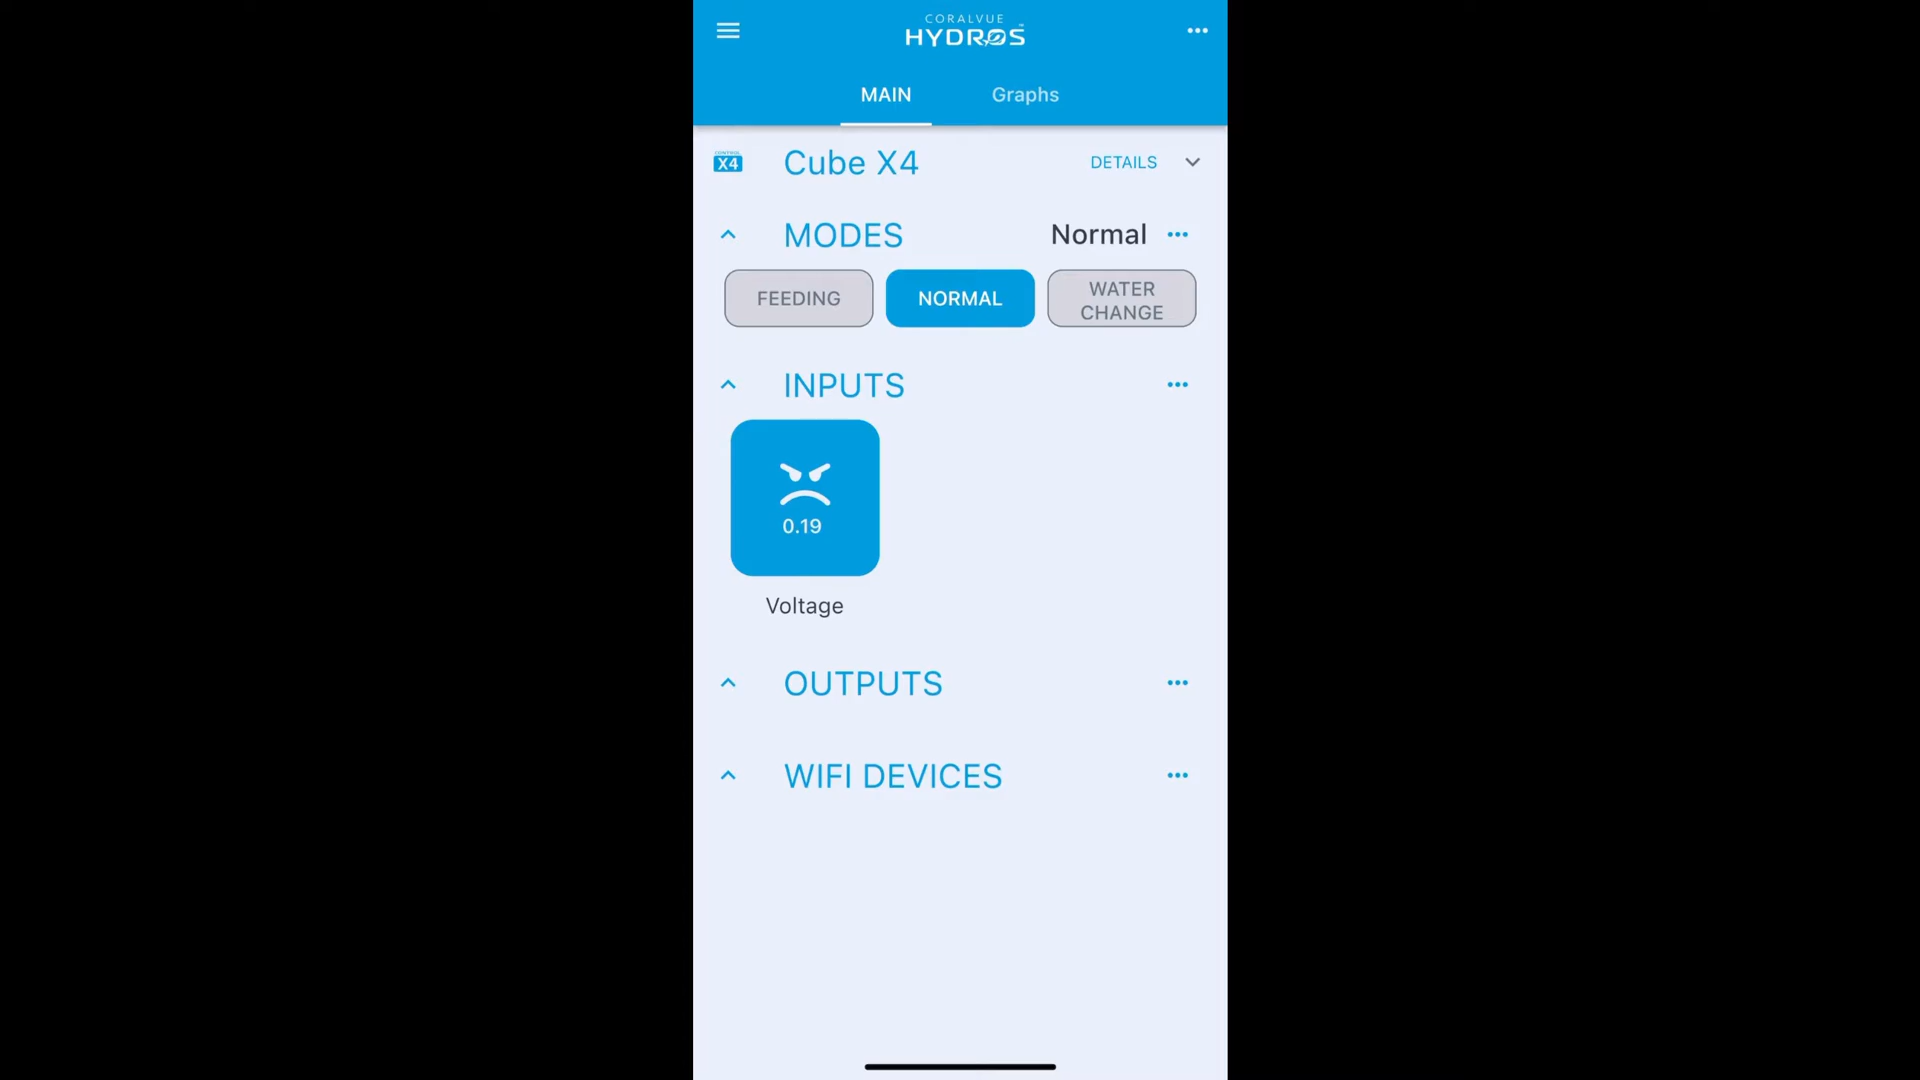 CORALVUE
HYDROS
MAIN
Graphs
CONTROL
X4
Cube X4
DETAILS
MODES
Normal
FEEDING
NORMAL
WATER
CHANGE
INPUTS
0.19
Voltage
OUTPUTS
WIFI DEVICES